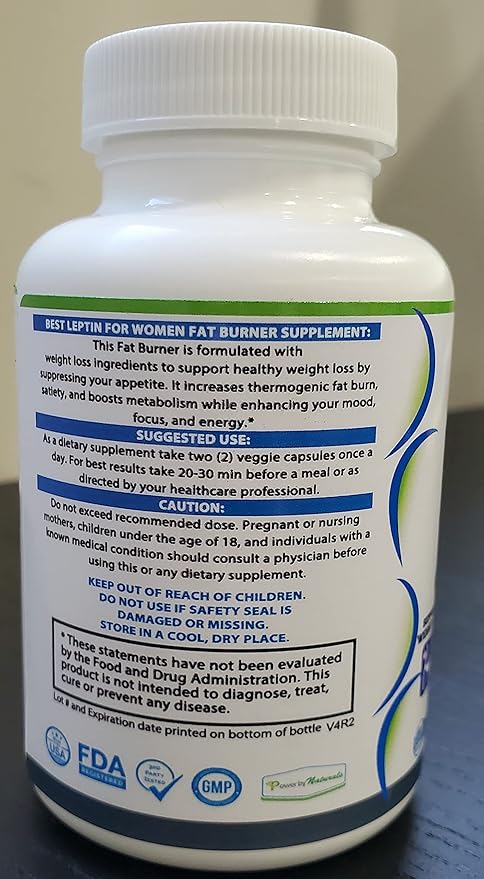 BEST LEPTIN FOR WOMEN FAT BURNER SUPPLEMENT:
This Fat Burner is formulated with
weight loss ingredients to support healthy weight loss by
suppressing your appetite. It increases thermogenic fat burn,
satiety, and boosts metabolism while enhancing your mood,
focus, and energy.*
SUGGESTED USE:
As a dietary supplement take two (2) veggie capsules once a
day. For best results take 20-30 min before a meal or as
directed by your healthcare professional.
CAUTION:
Do not exceed recommended dose. Pregnant or nursing
mothers, children under the age of 18, and individuals with a
known medical condition should consult a physician before
using this or any dietary supplement.
KEEP OUT OF REACH OF CHILDREN.
DO NOT USE IF SAFETY SEAL IS
DAMAGED OR MISSING.
STORE IN A COOL, DRY PLACE.
* These statements have not been evaluated
by the Food and Drug Administration. This
product is not intended to diagnose, treat,
cure or prevent any disease.
Lot # and Expiration date printed on bottom of bottle V4R2
USA
FDA
REGISTERED
3RD
PARTY
TESTED
GMP
Power by Naturals